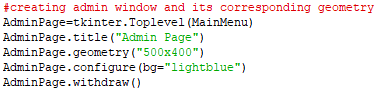 #creating admin window and its corresponding geometry
AdminPage=tkinter.Toplevel(MainMenu)
AdminPage.title("Admin Page")
AdminPage.geometry("500x400")
AdminPage.configure(bg="lightblue")
AdminPage.withdraw()